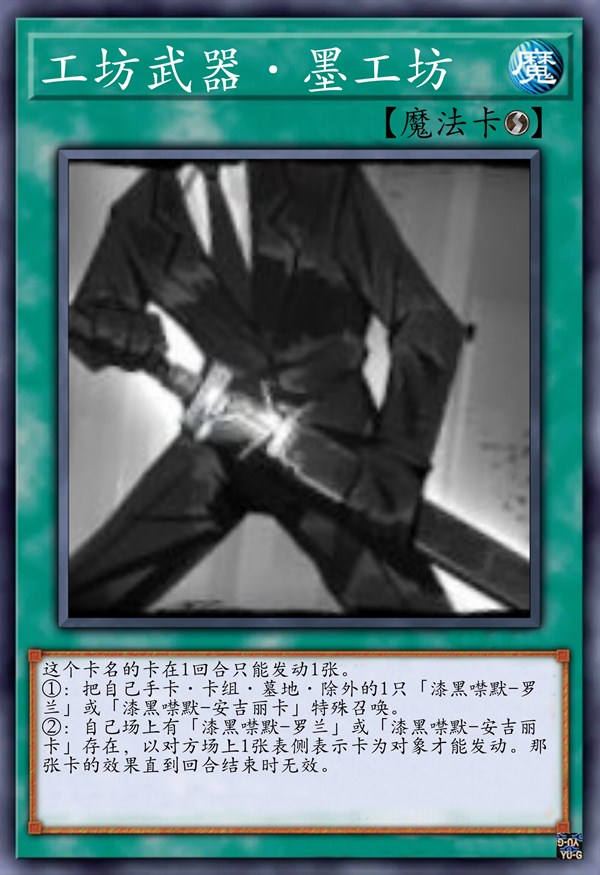 工坊武器·墨工坊
魔
【魔法卡】
这个卡名的卡在1回合只能发动1张。
①：把自己手卡·卡组·墓地·除外的1只「漆黑噤默-罗
兰」或「漆黑噤默-安吉丽卡」特殊召唤。
②：自己场上有「漆黑噤默-罗兰」或「漆黑噤默-安吉丽
卡」存在，以对方场上1张表侧表示卡为对象才能发动。那
张卡的效果直到回合结束时无效。
YU-G
YU-G